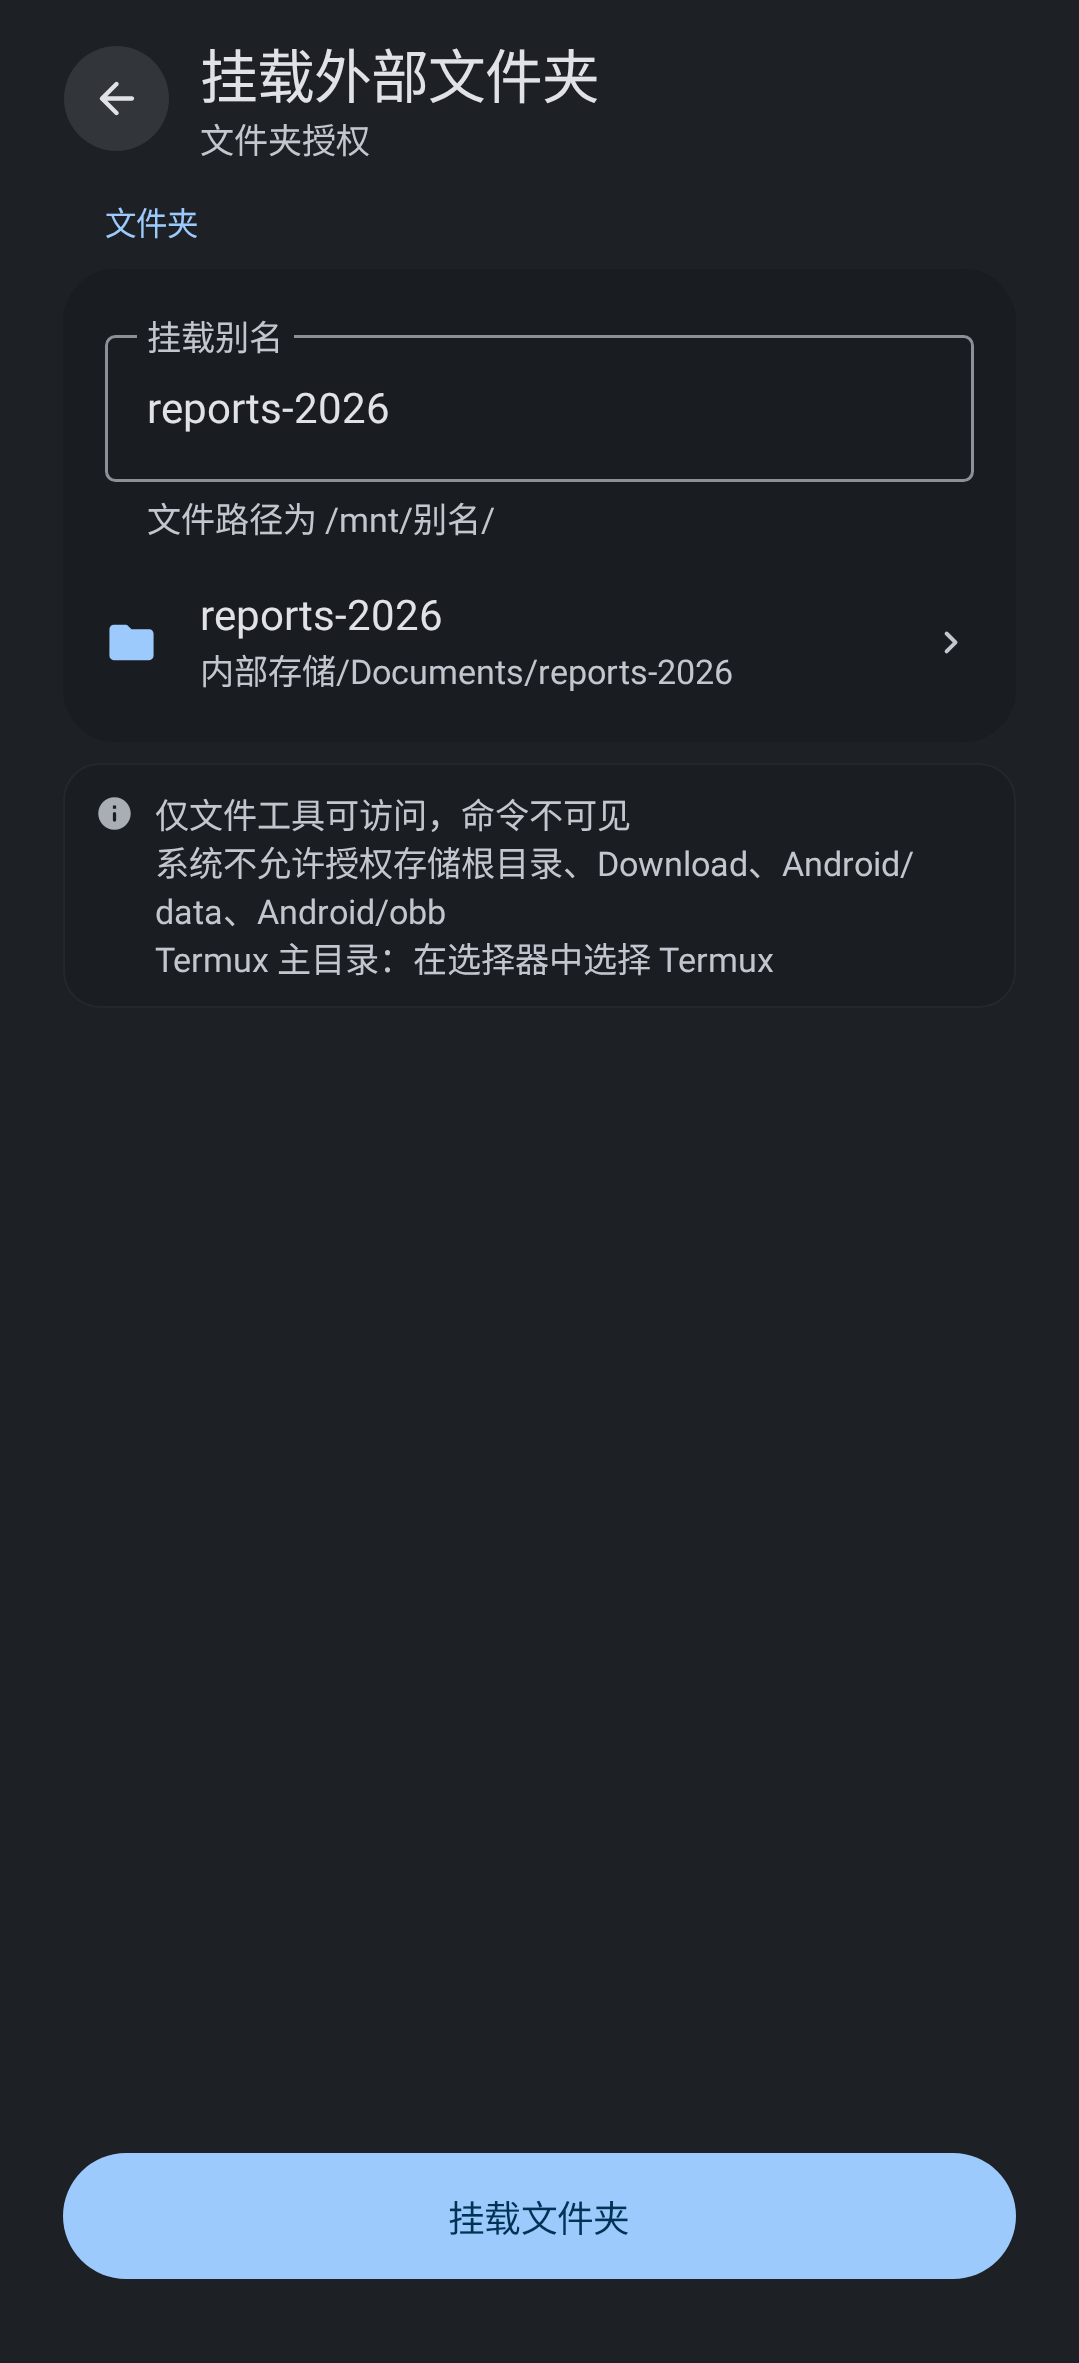 挂载外部文件夹
文件夹授权
文件夹
挂载别名
reports-2026
文件路径为 /mnt/别名/
reports-2026
内部存储/Documents/reports-2026
仅文件工具可访问，命令不可见
系统不允许授权存储根目录、Download、Android/
data、Android/obb
Termux 主目录：在选择器中选择 Termux
挂载文件夹